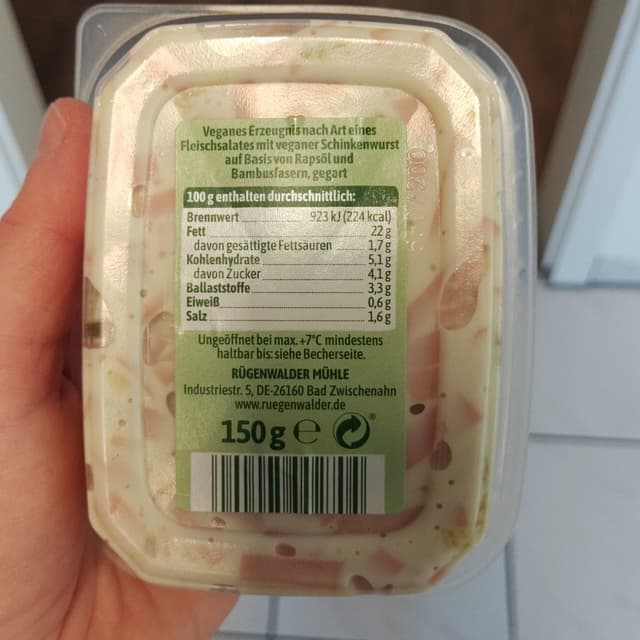 Veganes Erzeugnis nach Art eines
Fleischsalates mit veganer Schinkenwurst
auf Basis von Rapsöl und
Bambusfasern, gegart
100 g enthalten durchschnittlich:
Brennwert 923 kJ (224 kcal)
Fett 22 g
davon gesättigte Fettsäuren 1,7 g
Kohlenhydrate 5,1 g
davon Zucker 4,1 g
Ballaststoffe 3,3 g
Eiweiß 0,6 g
Salz 1,6 g
Ungeöffnet bei max. +7°C mindestens
haltbar bis: siehe Becherseite.
RÜGENWALDER MÜHLE
Industriestr. 5, DE-26160 Bad Zwischenahn
www.ruegenwalder.de
150 g ℮ ®